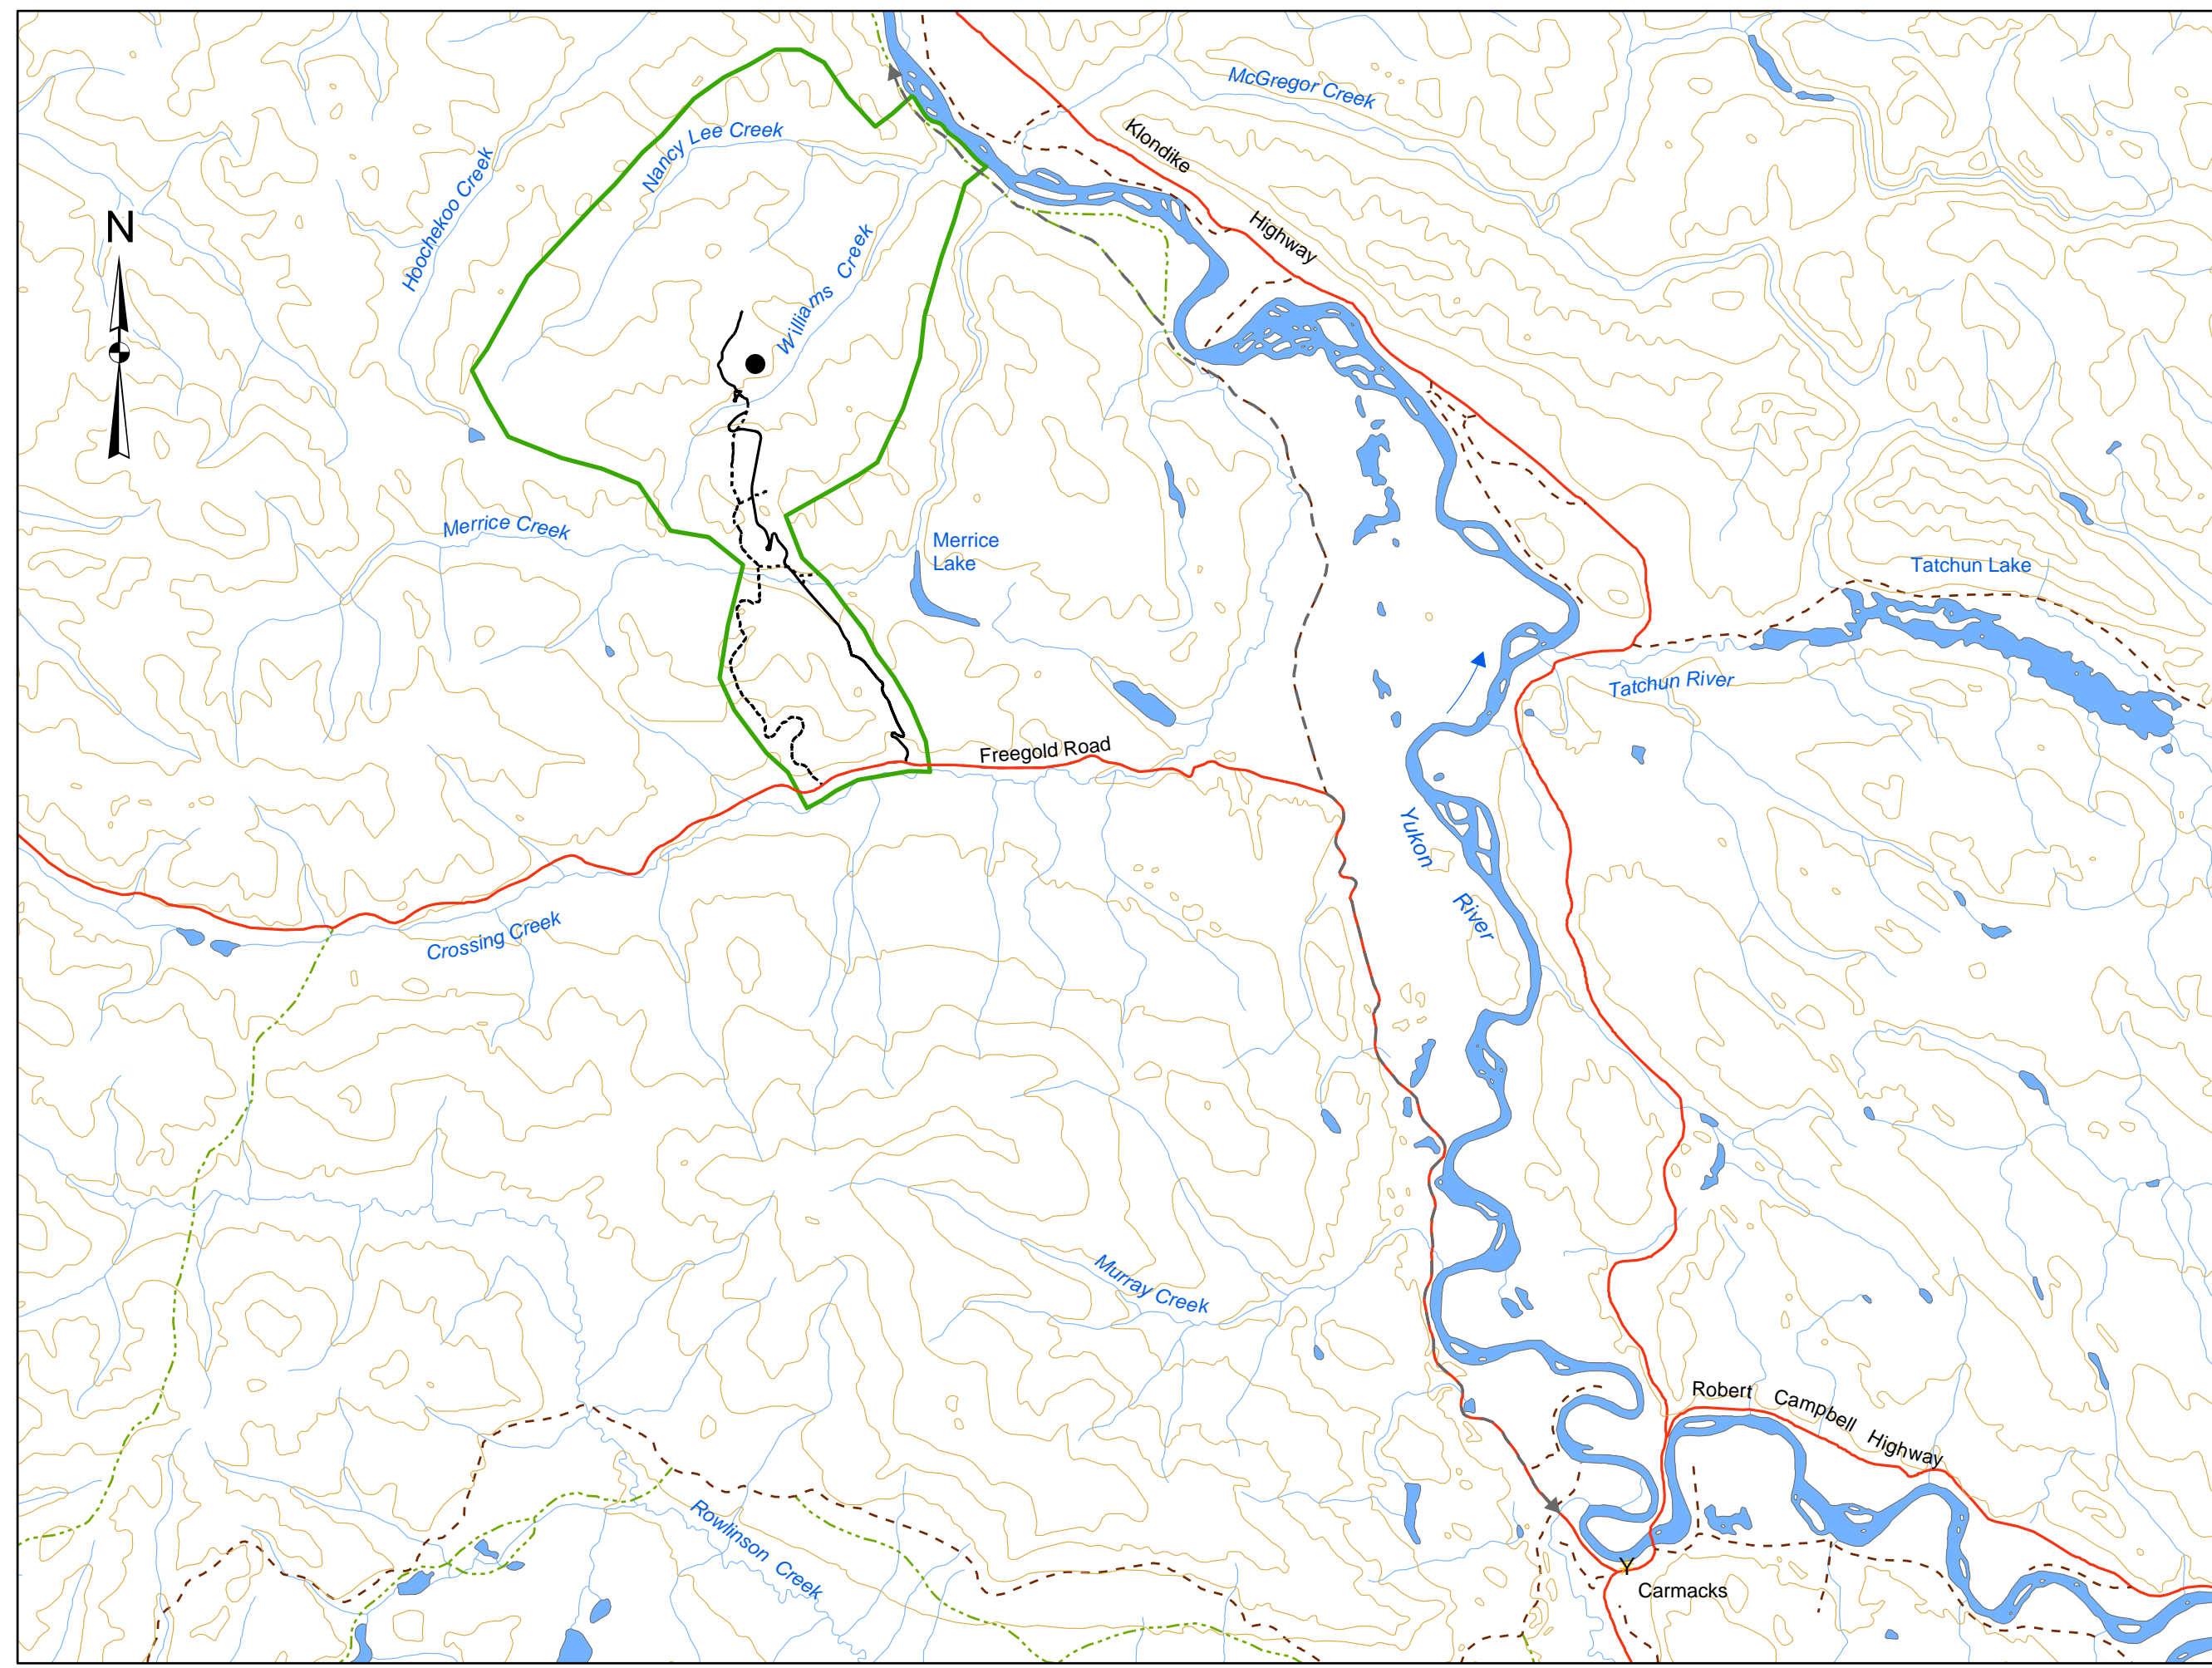 McGregor Creek
Klondike
Nancy Lee Creek
Hoochekoo Creek
N
Highway
Williams Creek
Merrice Creek
Merrice
Lake
Tatchun Lake
Tatchun River
Freegold Road
Yukon
River
Crossing Creek
Murray Creek
Robert Campbell Highway
Rowlinson Creek
Y
Carmacks